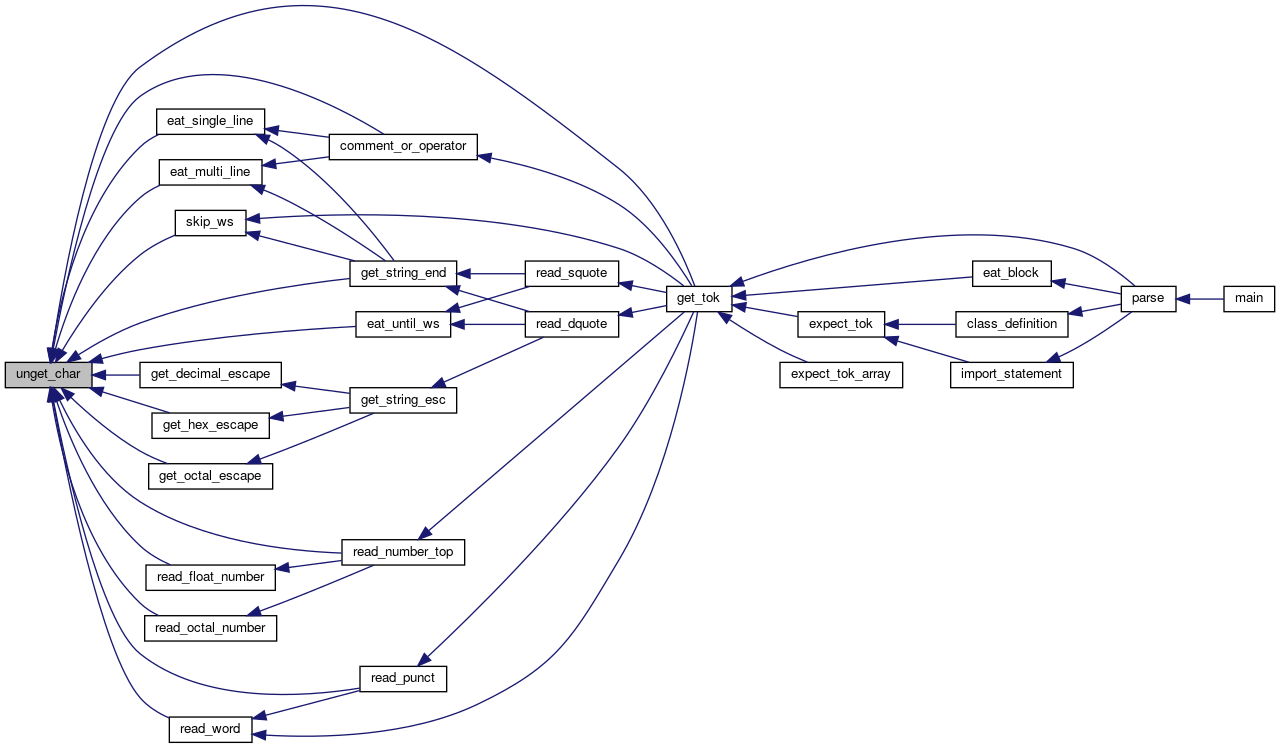 unget_char
eat_single_line
eat_multi_line
skip_ws
get_decimal_escape
get_hex_escape
get_octal_escape
read_float_number
read_octal_number
read_word
comment_or_operator
get_string_end
eat_until_ws
get_string_esc
read_number_top
read_punct
read_squote
read_dquote
get_tok
expect_tok
expect_tok_array
eat_block
class_definition
import_statement
parse
main